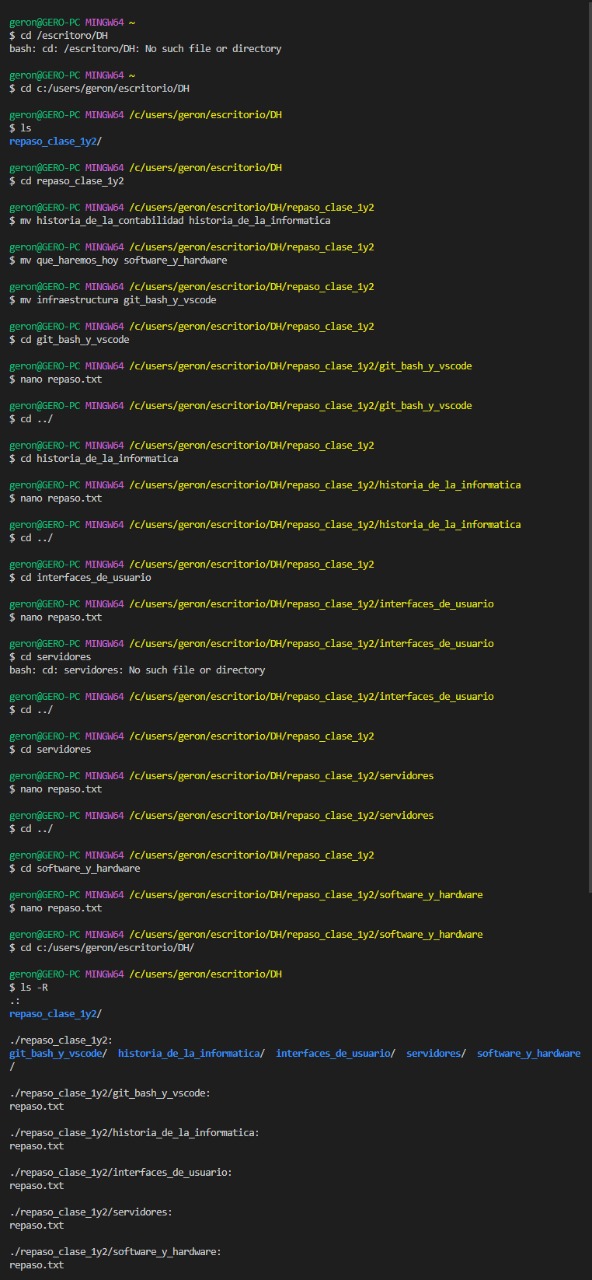 geron@GERO-PC MINGW64 ~
$ cd /escritoro/DH
bash: cd: /escritoro/DH: No such file or directory
geron@GERO-PC MINGW64 ~
$ cd c:/users/geron/escritorio/DH
geron@GERO-PC MINGW64 /c/users/geron/escritorio/DH
$ ls
repaso_clase_1y2/
geron@GERO-PC MINGW64 /c/users/geron/escritorio/DH
$ cd repaso_clase_1y2
geron@GERO-PC MINGW64 /c/users/geron/escritorio/DH/repaso_clase_1y2
$ mv historia_de_la_contabilidad historia_de_la_informatica
geron@GERO-PC MINGW64 /c/users/geron/escritorio/DH/repaso_clase_1y2
$ mv que_haremos_hoy software_y_hardware
geron@GERO-PC MINGW64 /c/users/geron/escritorio/DH/repaso_clase_1y2
$ mv infraestructura git_bash_y_vscode
geron@GERO-PC MINGW64 /c/users/geron/escritorio/DH/repaso_clase_1y2
$ cd git_bash_y_vscode
geron@GERO-PC MINGW64 /c/users/geron/escritorio/DH/repaso_clase_1y2/git_bash_y_vscode
$ nano repaso.txt
geron@GERO-PC MINGW64 /c/users/geron/escritorio/DH/repaso_clase_1y2/git_bash_y_vscode
$ cd ../
geron@GERO-PC MINGW64 /c/users/geron/escritorio/DH/repaso_clase_1y2
$ cd historia_de_la_informatica
geron@GERO-PC MINGW64 /c/users/geron/escritorio/DH/repaso_clase_1y2/historia_de_la_informatica
$ nano repaso.txt
geron@GERO-PC MINGW64 /c/users/geron/escritorio/DH/repaso_clase_1y2/historia_de_la_informatica
$ cd ../
geron@GERO-PC MINGW64 /c/users/geron/escritorio/DH/repaso_clase_1y2
$ cd interfaces_de_usuario
geron@GERO-PC MINGW64 /c/users/geron/escritorio/DH/repaso_clase_1y2/interfaces_de_usuario
$ nano repaso.txt
geron@GERO-PC MINGW64 /c/users/geron/escritorio/DH/repaso_clase_1y2/interfaces_de_usuario
$ cd servidores
bash: cd: servidores: No such file or directory
geron@GERO-PC MINGW64 /c/users/geron/escritorio/DH/repaso_clase_1y2/interfaces_de_usuario
$ cd ../
geron@GERO-PC MINGW64 /c/users/geron/escritorio/DH/repaso_clase_1y2
$ cd servidores
geron@GERO-PC MINGW64 /c/users/geron/escritorio/DH/repaso_clase_1y2/servidores
$ nano repaso.txt
geron@GERO-PC MINGW64 /c/users/geron/escritorio/DH/repaso_clase_1y2/servidores
$ cd ../
geron@GERO-PC MINGW64 /c/users/geron/escritorio/DH/repaso_clase_1y2
$ cd software_y_hardware
geron@GERO-PC MINGW64 /c/users/geron/escritorio/DH/repaso_clase_1y2/software_y_hardware
$ nano repaso.txt
geron@GERO-PC MINGW64 /c/users/geron/escritorio/DH/repaso_clase_1y2/software_y_hardware
$ cd c:/users/geron/escritorio/DH/
geron@GERO-PC MINGW64 /c/users/geron/escritorio/DH
$ ls -R
.:
repaso_clase_1y2/
./repaso_clase_1y2:
git_bash_y_vscode/ historia_de_la_informatica/ interfaces_de_usuario/ servidores/ software_y_hardware
/
./repaso_clase_1y2/git_bash_y_vscode:
repaso.txt
./repaso_clase_1y2/historia_de_la_informatica:
repaso.txt
./repaso_clase_1y2/interfaces_de_usuario:
repaso.txt
./repaso_clase_1y2/servidores:
repaso.txt
./repaso_clase_1y2/software_y_hardware:
repaso.txt